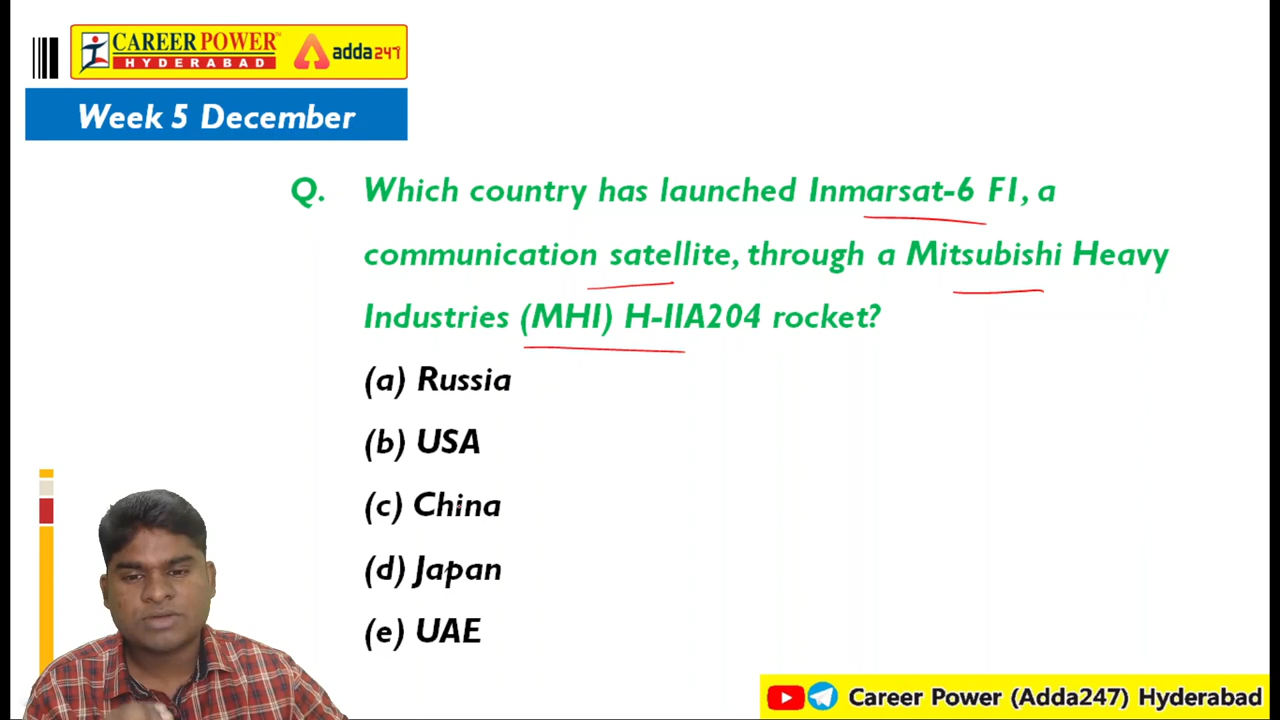 CAREER POWER™
HYDERABAD
adda247
Week 5 December
Q. Which country has launched Inmarsat-6 F1, a
communication satellite, through a Mitsubishi Heavy
Industries (MHI) H-IIA204 rocket?
(a) Russia
(b) USA
(c) China
(d) Japan
(e) UAE
Career Power (Adda247) Hyderabad